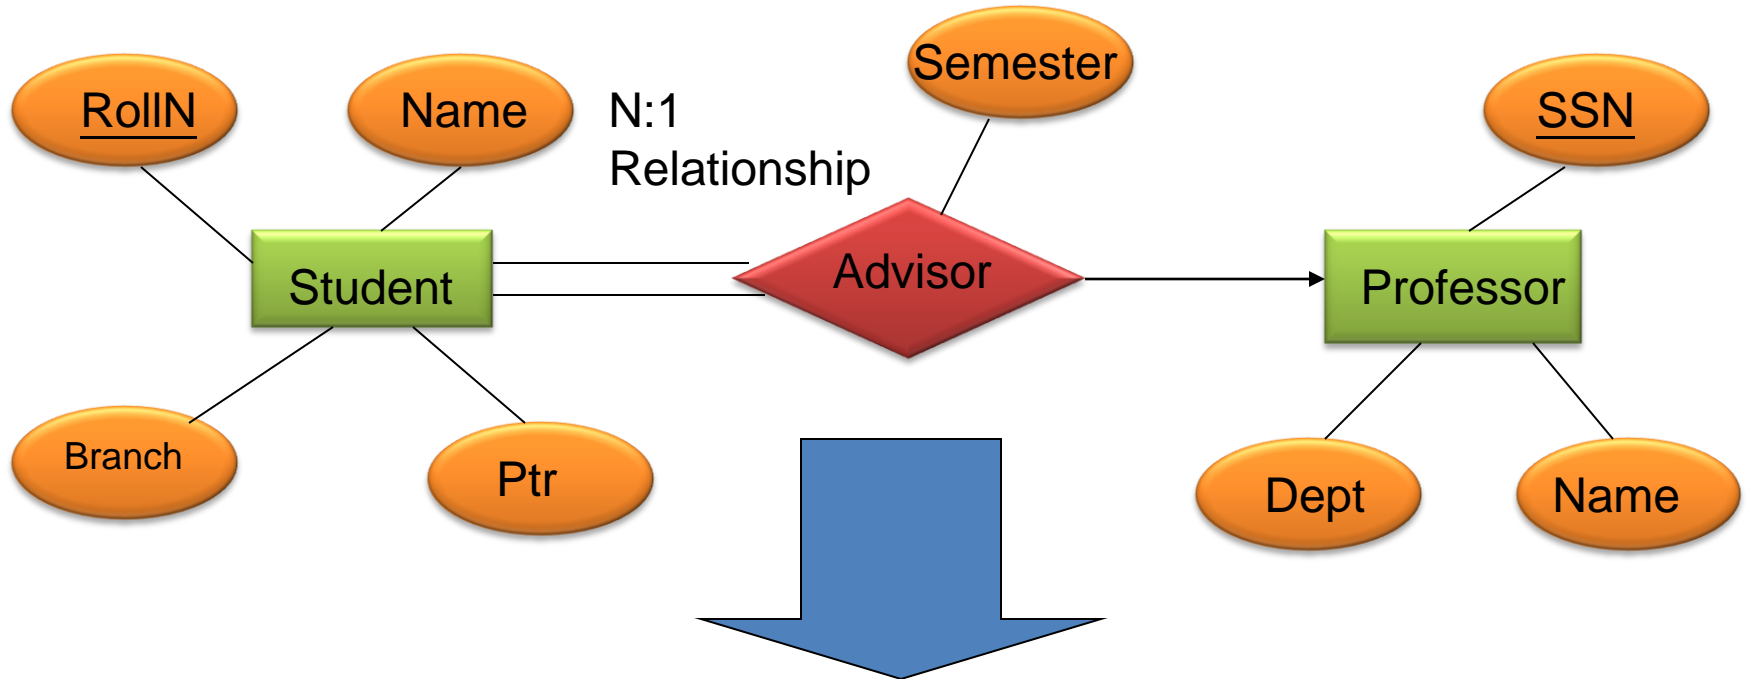 Semester
RollN
Name
N:1
SSN
Relationship
Advisor
Student
Professor
Branch
Ptr
Dept
Name